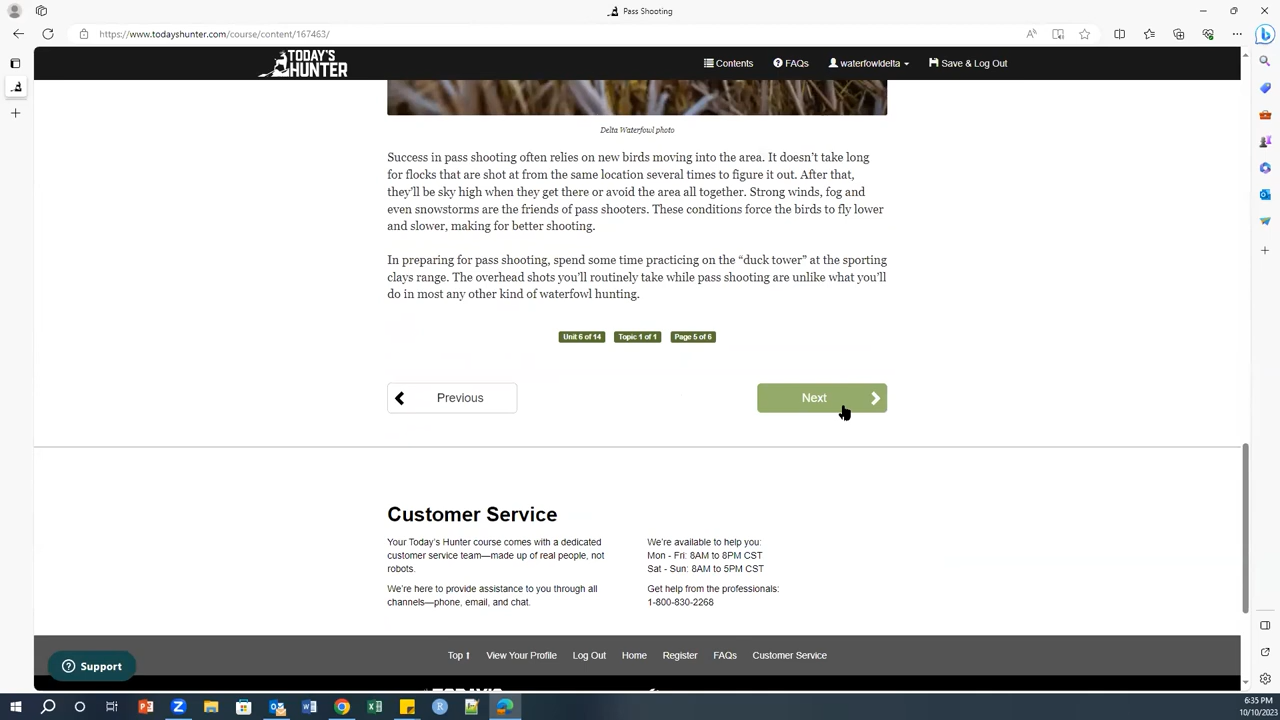 Pass Shooting
https://www.todayshunter.com/course/content/167463/
TODAY'S
HUNTER
Contents
FAQs
waterfowldelta
Save & Log Out
Delta Waterfowl photo
Success in pass shooting often relies on new birds moving into the area. It doesn't take long
for flocks that are shot at from the same location several times to figure it out. After that,
they'll be sky high when they get there or avoid the area all together. Strong winds, fog and
even snowstorms are the friends of pass shooters. These conditions force the birds to fly lower
and slower, making for better shooting.
In preparing for pass shooting, spend some time practicing on the “duck tower” at the sporting
clays range. The overhead shots you'll routinely take while pass shooting are unlike what you'll
do in most any other kind of waterfowl hunting.
Unit 6 of 14 Topic 1 of 1 Page 5 of 6
Previous
Next
Customer Service
Your Today's Hunter course comes with a dedicated
customer service team—made up of real people, not
robots.
We're here to provide assistance to you through all
channels—phone, email, and chat.
We're available to help you:
Mon - Fri: 8AM to 8PM CST
Sat - Sun: 8AM to 5PM CST
Get help from the professionals:
1-800-830-2268
Top View Your Profile Log Out Home Register FAQs Customer Service
Support
TODAY'S
6:35 PM
10/10/2023